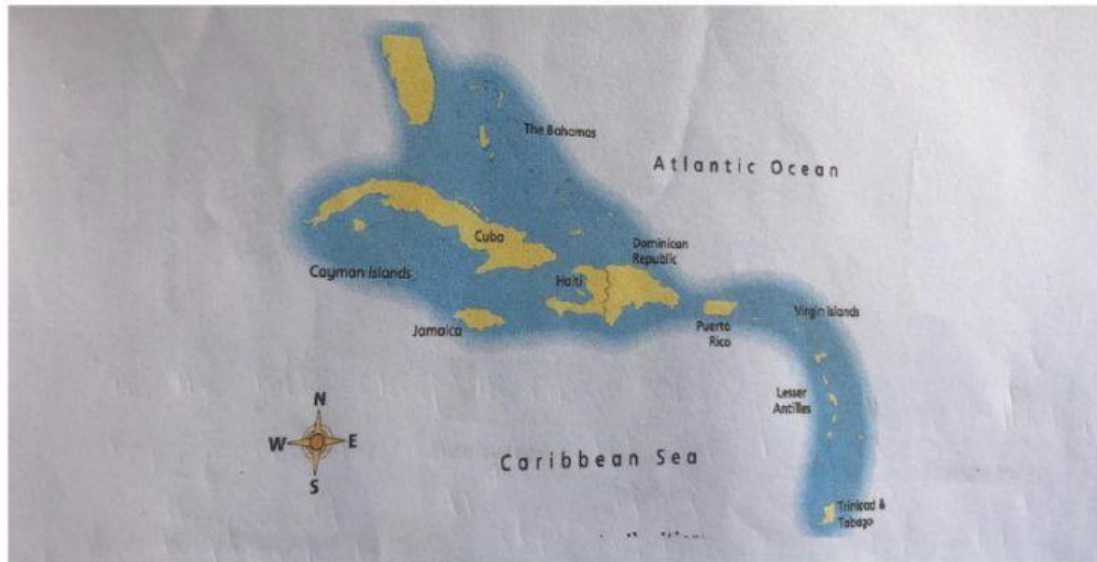 The Bahamas
Atlantic Ocean
Cuba
Dominican
Republic
Cayman Islands
Haiti
Jamaica
Puerto
Rico
Virgin Islands
Lesser
Antilles
N
W E
S
Caribbean Sea
Trinidad &
Tabago